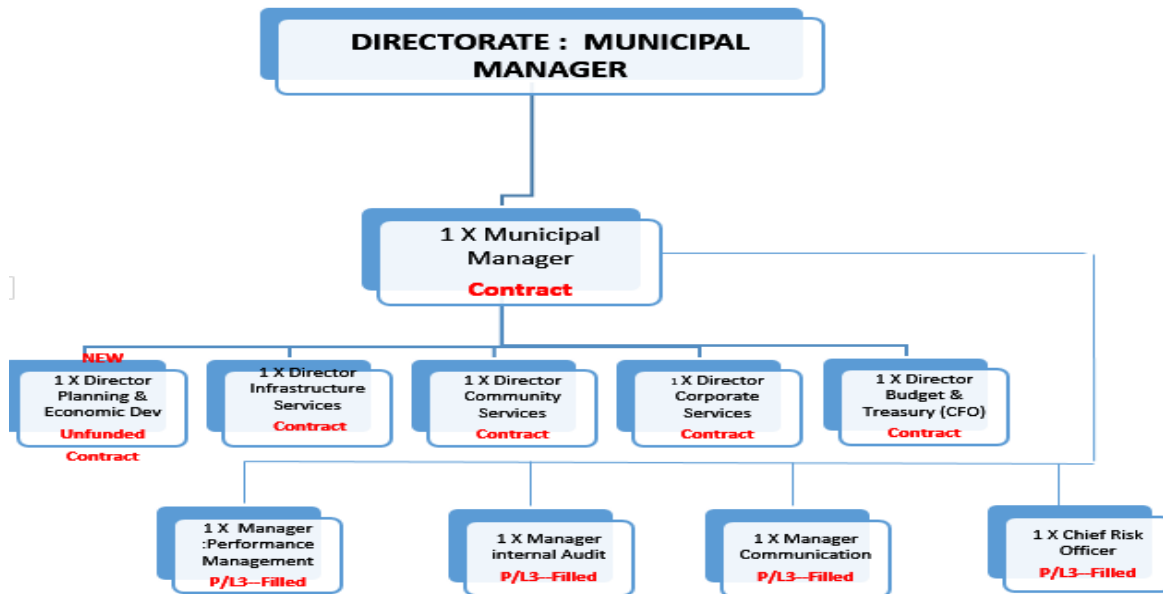 DIRECTORATE : MUNICIPAL
MANAGER
1 X Municipal
Manager
Contract
NEW
1 X Director
Planning &
Economic Dev
Unfunded
Contract
1 X Director
Infrastructure
Services
Contract
1 X Director
Community
Services
Contract
1 X Director
Corporate
Services
Contract
1 X Director
Budget &
Treasury (CFO)
Contract
1 X Manager
:Performance
Management
P/L3--Filled
1 X Manager
internal Audit
P/L3--Filled
1 X Manager
Communication
P/L3--Filled
1 X Chief Risk
Officer
P/L3--Filled